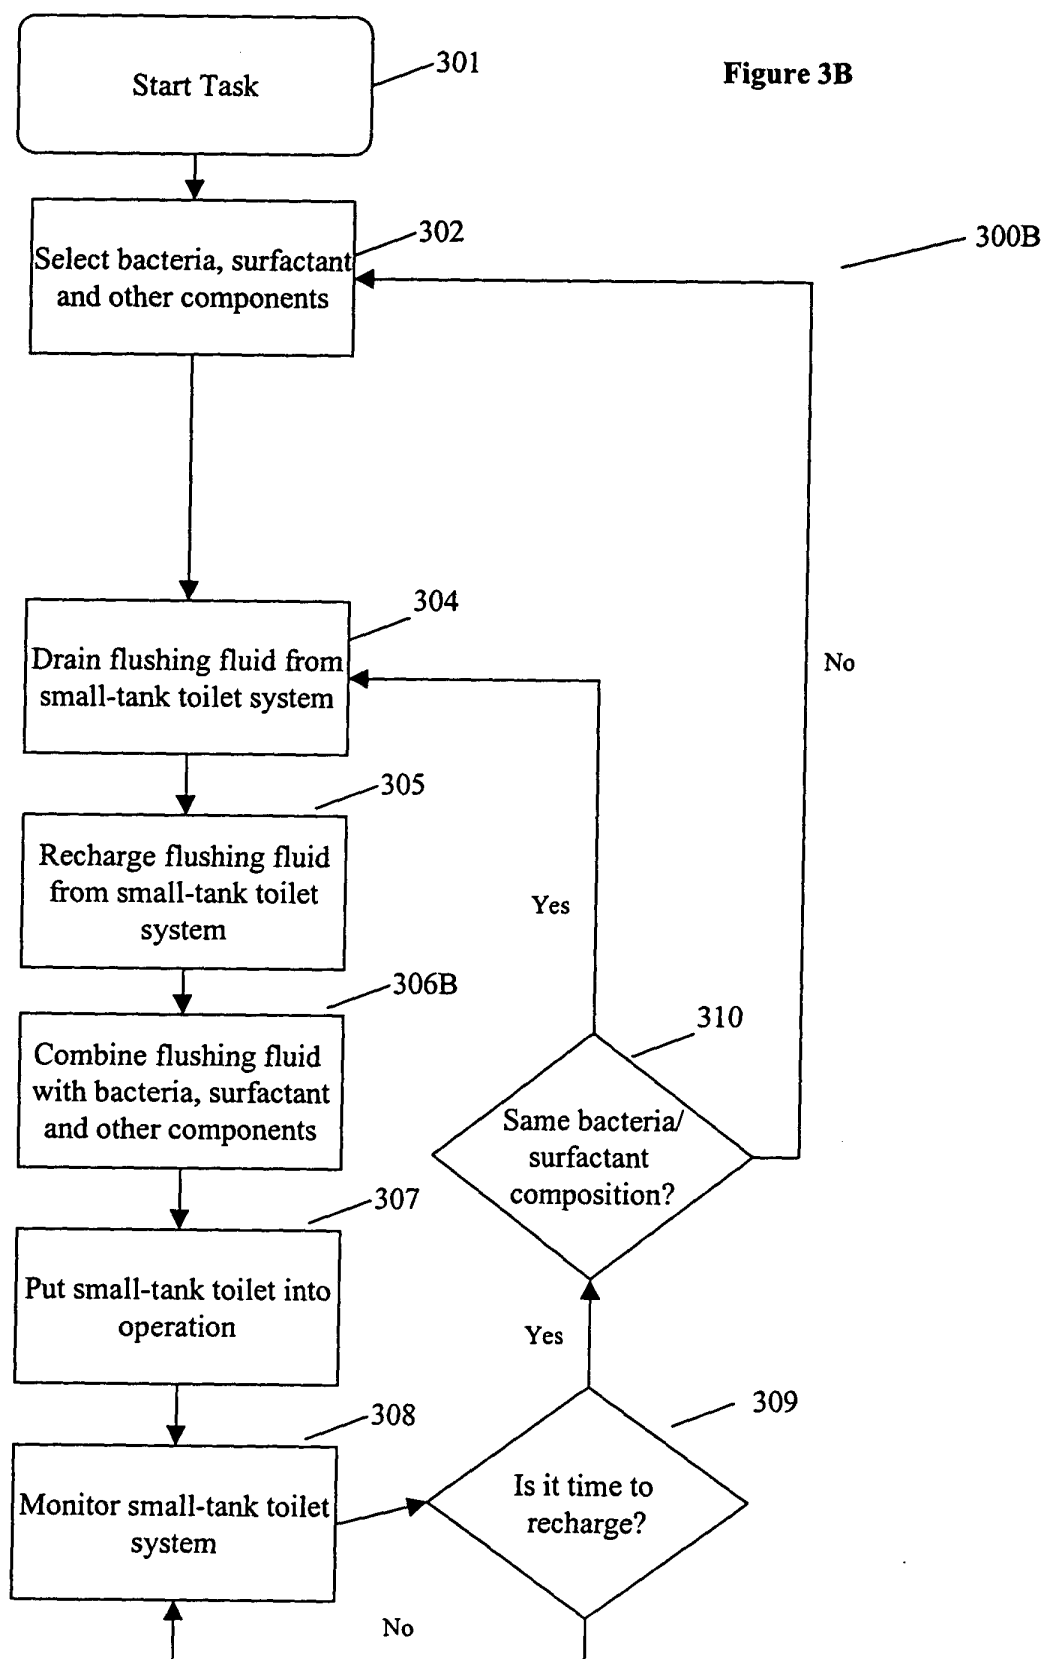 Figure 3B
Start Task
301
300B
302
Select bacteria, surfactant
and other components
304
Drain flushing fluid from
small-tank toilet system
No
305
Recharge flushing fluid
from small-tank toilet
system
Yes
306B
Combine flushing fluid
with bacteria, surfactant
and other components
310
Same bacteria/
surfactant
composition?
307
Put small-tank toilet into
operation
Yes
308
Monitor small-tank toilet
system
309
Is it time to
recharge?
No